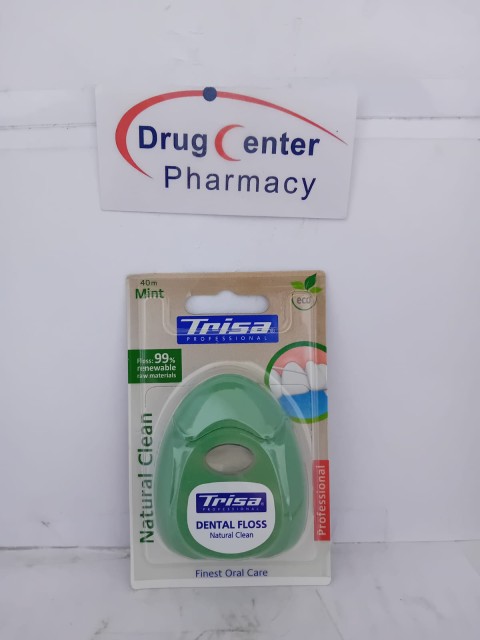 Drug Center
Pharmacy
40m
Mint
eco
Trisa
PROFESSIONAL
Floss: 99%
renewable
raw materials
Natural Clean
Professional
Trisa
PROFESSIONAL
DENTAL FLOSS
Natural Clean
Finest Oral Care